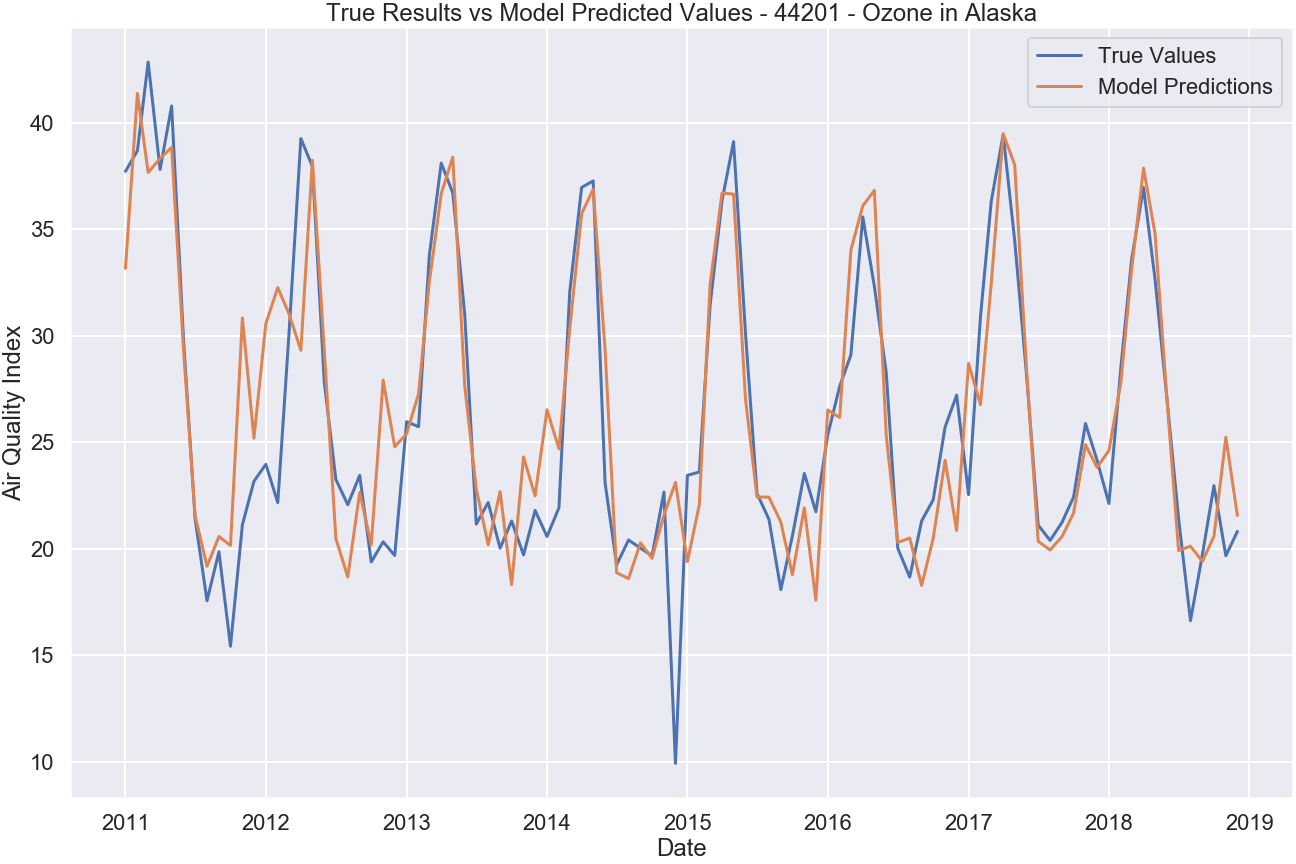 True Results vs Model Predicted Values - 44201 - Ozone in Alaska
True Values
Model Predictions
Air Quality Index
40
35
30
25
20
15
10
2011 2012 2013 2014 2015 2016 2017 2018 2019
Date